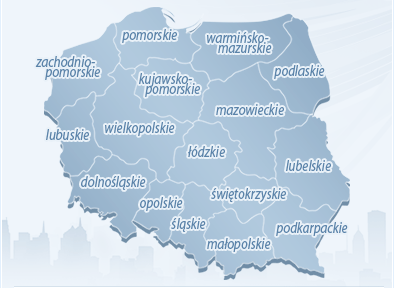 pomorskie
warmińsko-
mazurskie
zachodnio-
pomorskie
podlaskie
kujawsko-
pomorskie
mazowieckie
wielkopolskie
lubuskie
łódzkie
lubelskie
dolnośląskie
świętokrzyskie
opolskie
śląskie
podkarpackie
małopolskie